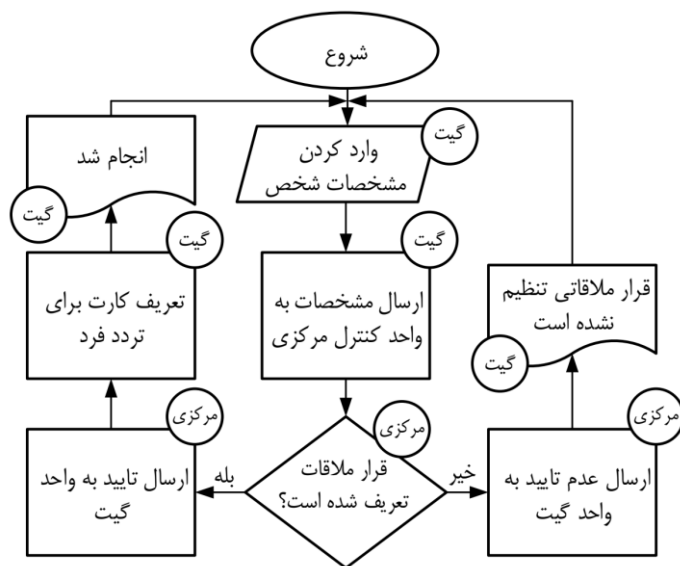 شروع
گیت
وارد کردن
مشخصات شخص
انجام شد
گیت
گیت
ارسال مشخصات به
واحد کنترل مرکزی
گیت
تعریف کارت برای
تردد فرد
قرار ملاقاتی تنظیم
نشده است
گیت
مرکزی
قرار ملاقات
تعریف شده است؟
بله
خیر
مرکزی
ارسال تایید به واحد
گیت
مرکزی
ارسال عدم تایید به
واحد گیت